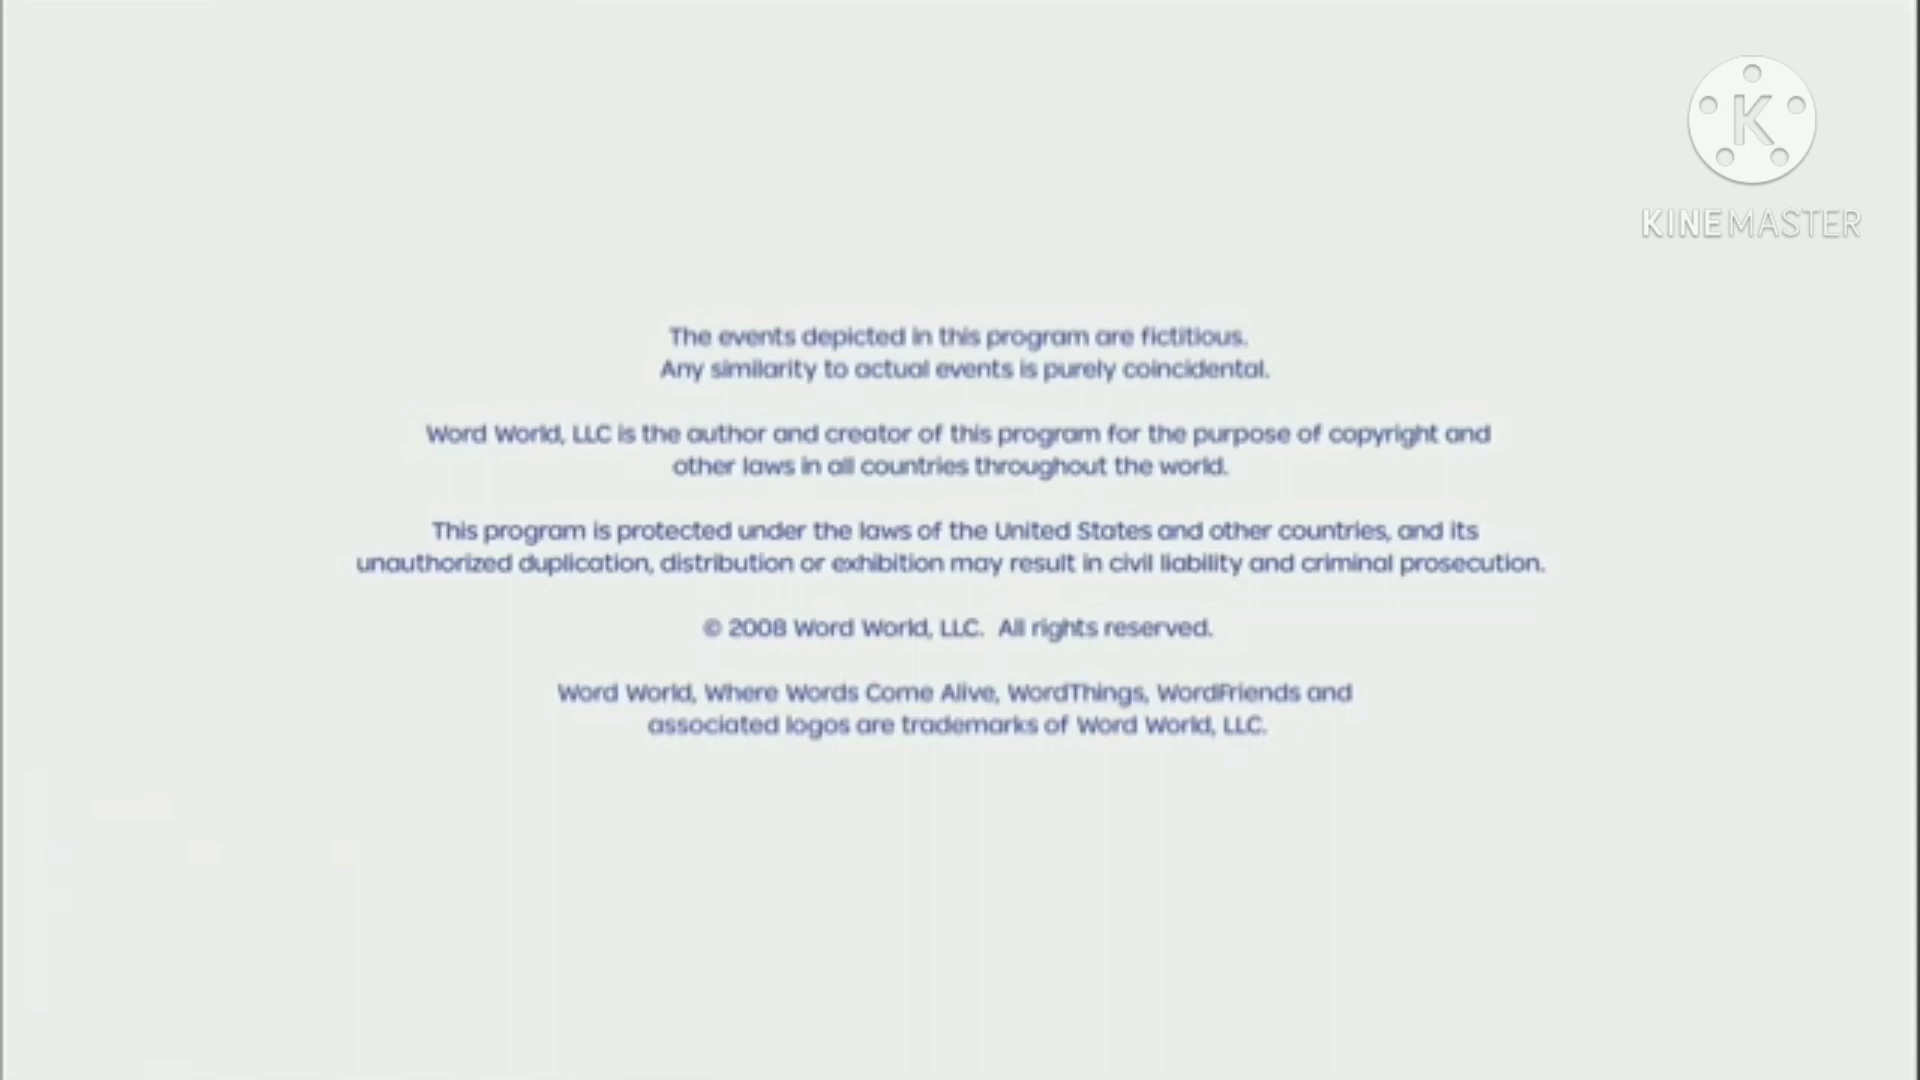 K
KINEMASTER
The events depicted in this program are fictitious.
Any similarity to actual events is purely coincidental.
Word World, LLC is the author and creator of this program for the purpose of copyright and
other laws in all countries throughout the world.
This program is protected under the laws of the United States and other countries, and its
unauthorized duplication, distribution or exhibition may result in civil liability and criminal prosecution.
© 2008 Word World, LLC.  All rights reserved.
Word World, Where Words Come Alive, WordThings, WordFriends and
associated logos are trademarks of Word World, LLC.